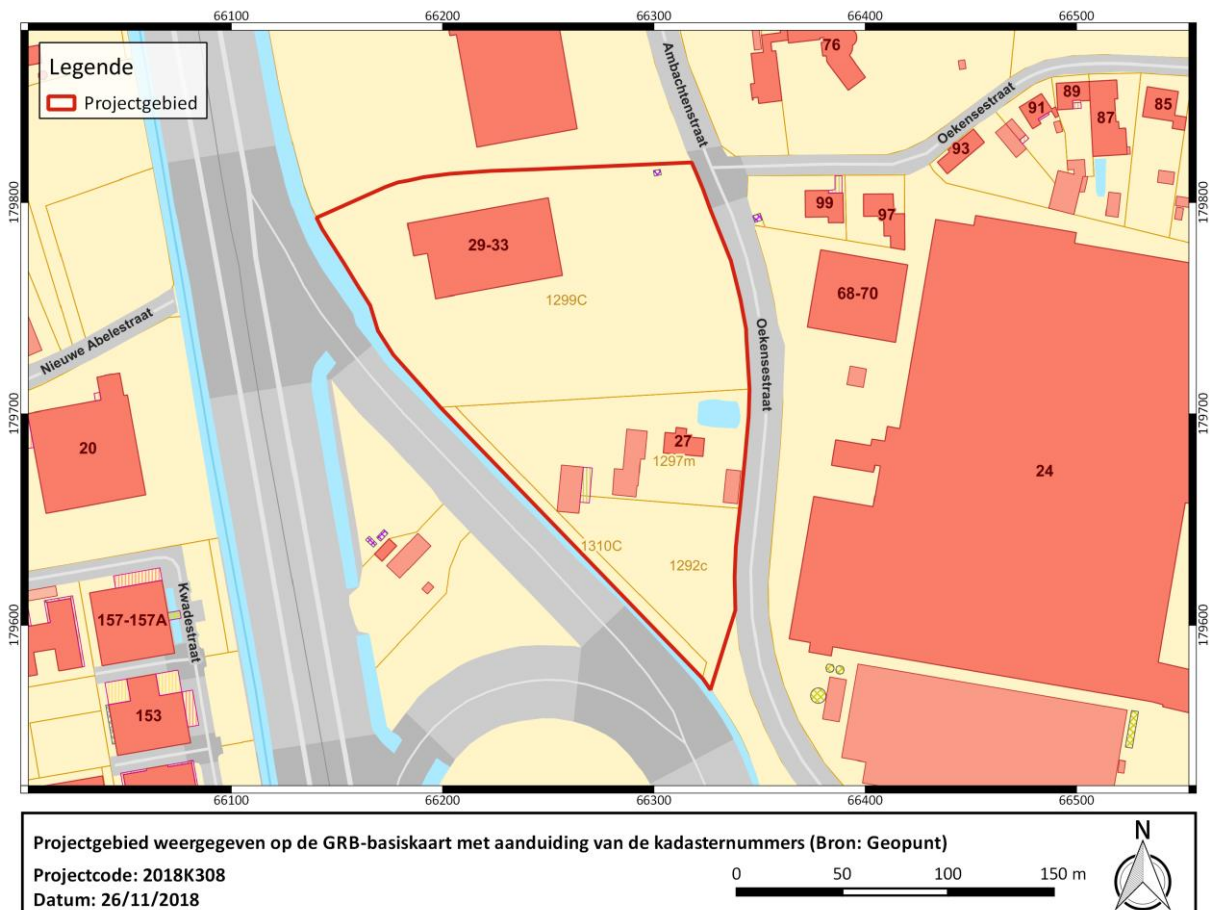 66100 66200 66300 66400 66500
Legende
Projectgebied
76
Ambachtenstraat
Oekensestraat
91
89
87
85
93
179800
179800
99
97
29-33
68-70
1299C
Nieuwe Abelestraat
Oekensestraat
179700
179700
20
27
1297m
24
1310C
1292c
179600
179600
157-157A
Kwadestraat
153
66100 66200 66300 66400 66500
Projectgebied weergegeven op de GRB-basiskaart met aanduiding van de kadasternummers (Bron: Geopunt)
Projectcode: 2018K308
Datum: 26/11/2018
0 50 100 150 m
N